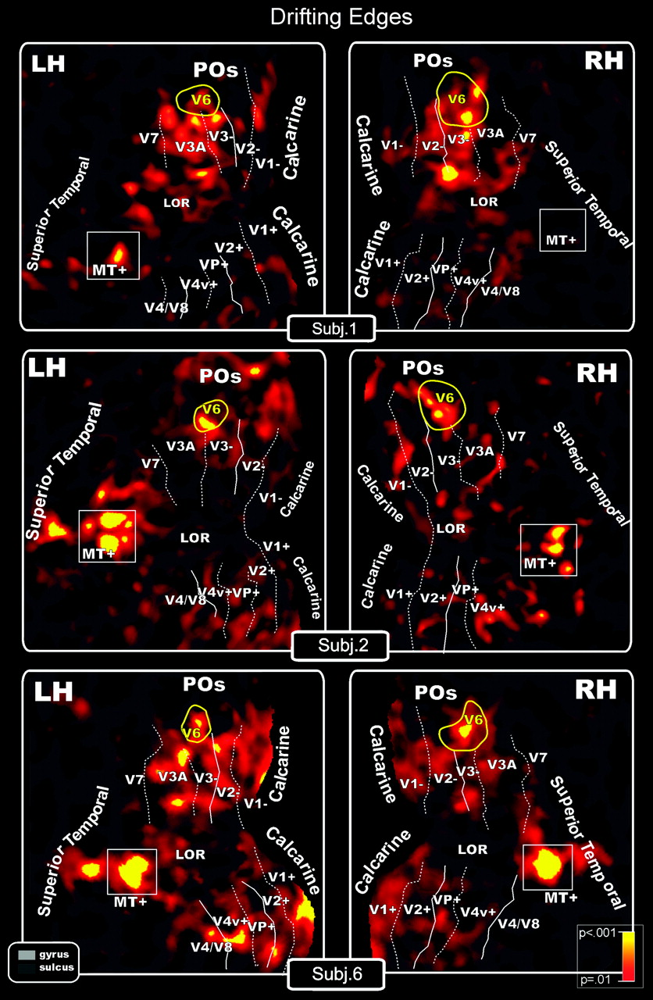 Drifting Edges
LH
POs
V6
V7
V3A
V3-
V2-
V1-
Calcarine
Superior Temporal
LOR
MT+
V1+
V2+
VP+
V4v+
V4/V8
Calcarine
POs
RH
V6
Calcarine
V1-
V2-
V3-
V3A
V7
Superior Temporal
LOR
MT+
Calcarine
V1+
V2+
VP+
V4v+
V4/V8
Subj.1
LH
POs
V6
V3A
V3-
V7
V2-
V1-
Calcarine
Superior Temporal
MT+
LOR
V1+
V2+
V4/V8
V4v+
VP+
Calcarine
POs
RH
V6
V7
V3A
V3-
V2-
V1-
Calcarine
Superior Temporal
LOR
MT+
Calcarine
V1+
V2+
VP+
V4v+
Subj.2
LH
POs
V6
V7
V3A
V3-
V2-
V1-
Calcarine
Superior Temporal
MT+
LOR
Calcarine
V1+
V2+
V4v+
VP+
V4/V8
POs
RH
V6
Calcarine
V1-
V2-
V3-
V3A
V7
Superior Temporal
LOR
MT+
Calcarine
V1+
V2+
VP+
V4v+
V4/V8
Subj.6
gyrus
sulcus
p<.001
p=.01